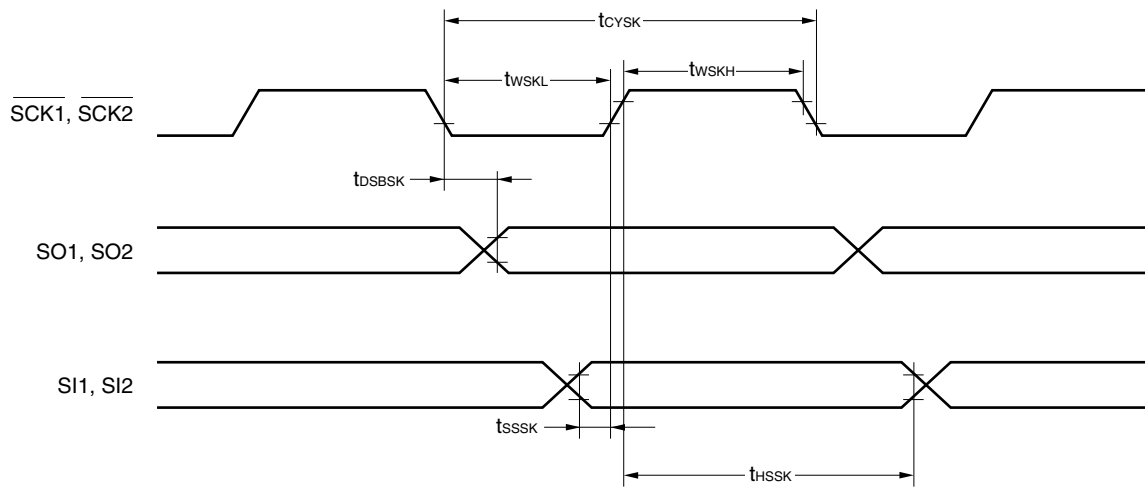 tCYSK
tWSKL
tWSKH
SCK1, SCK2
tDSBSK
SO1, SO2
SI1, SI2
tSSSK
tHSSK